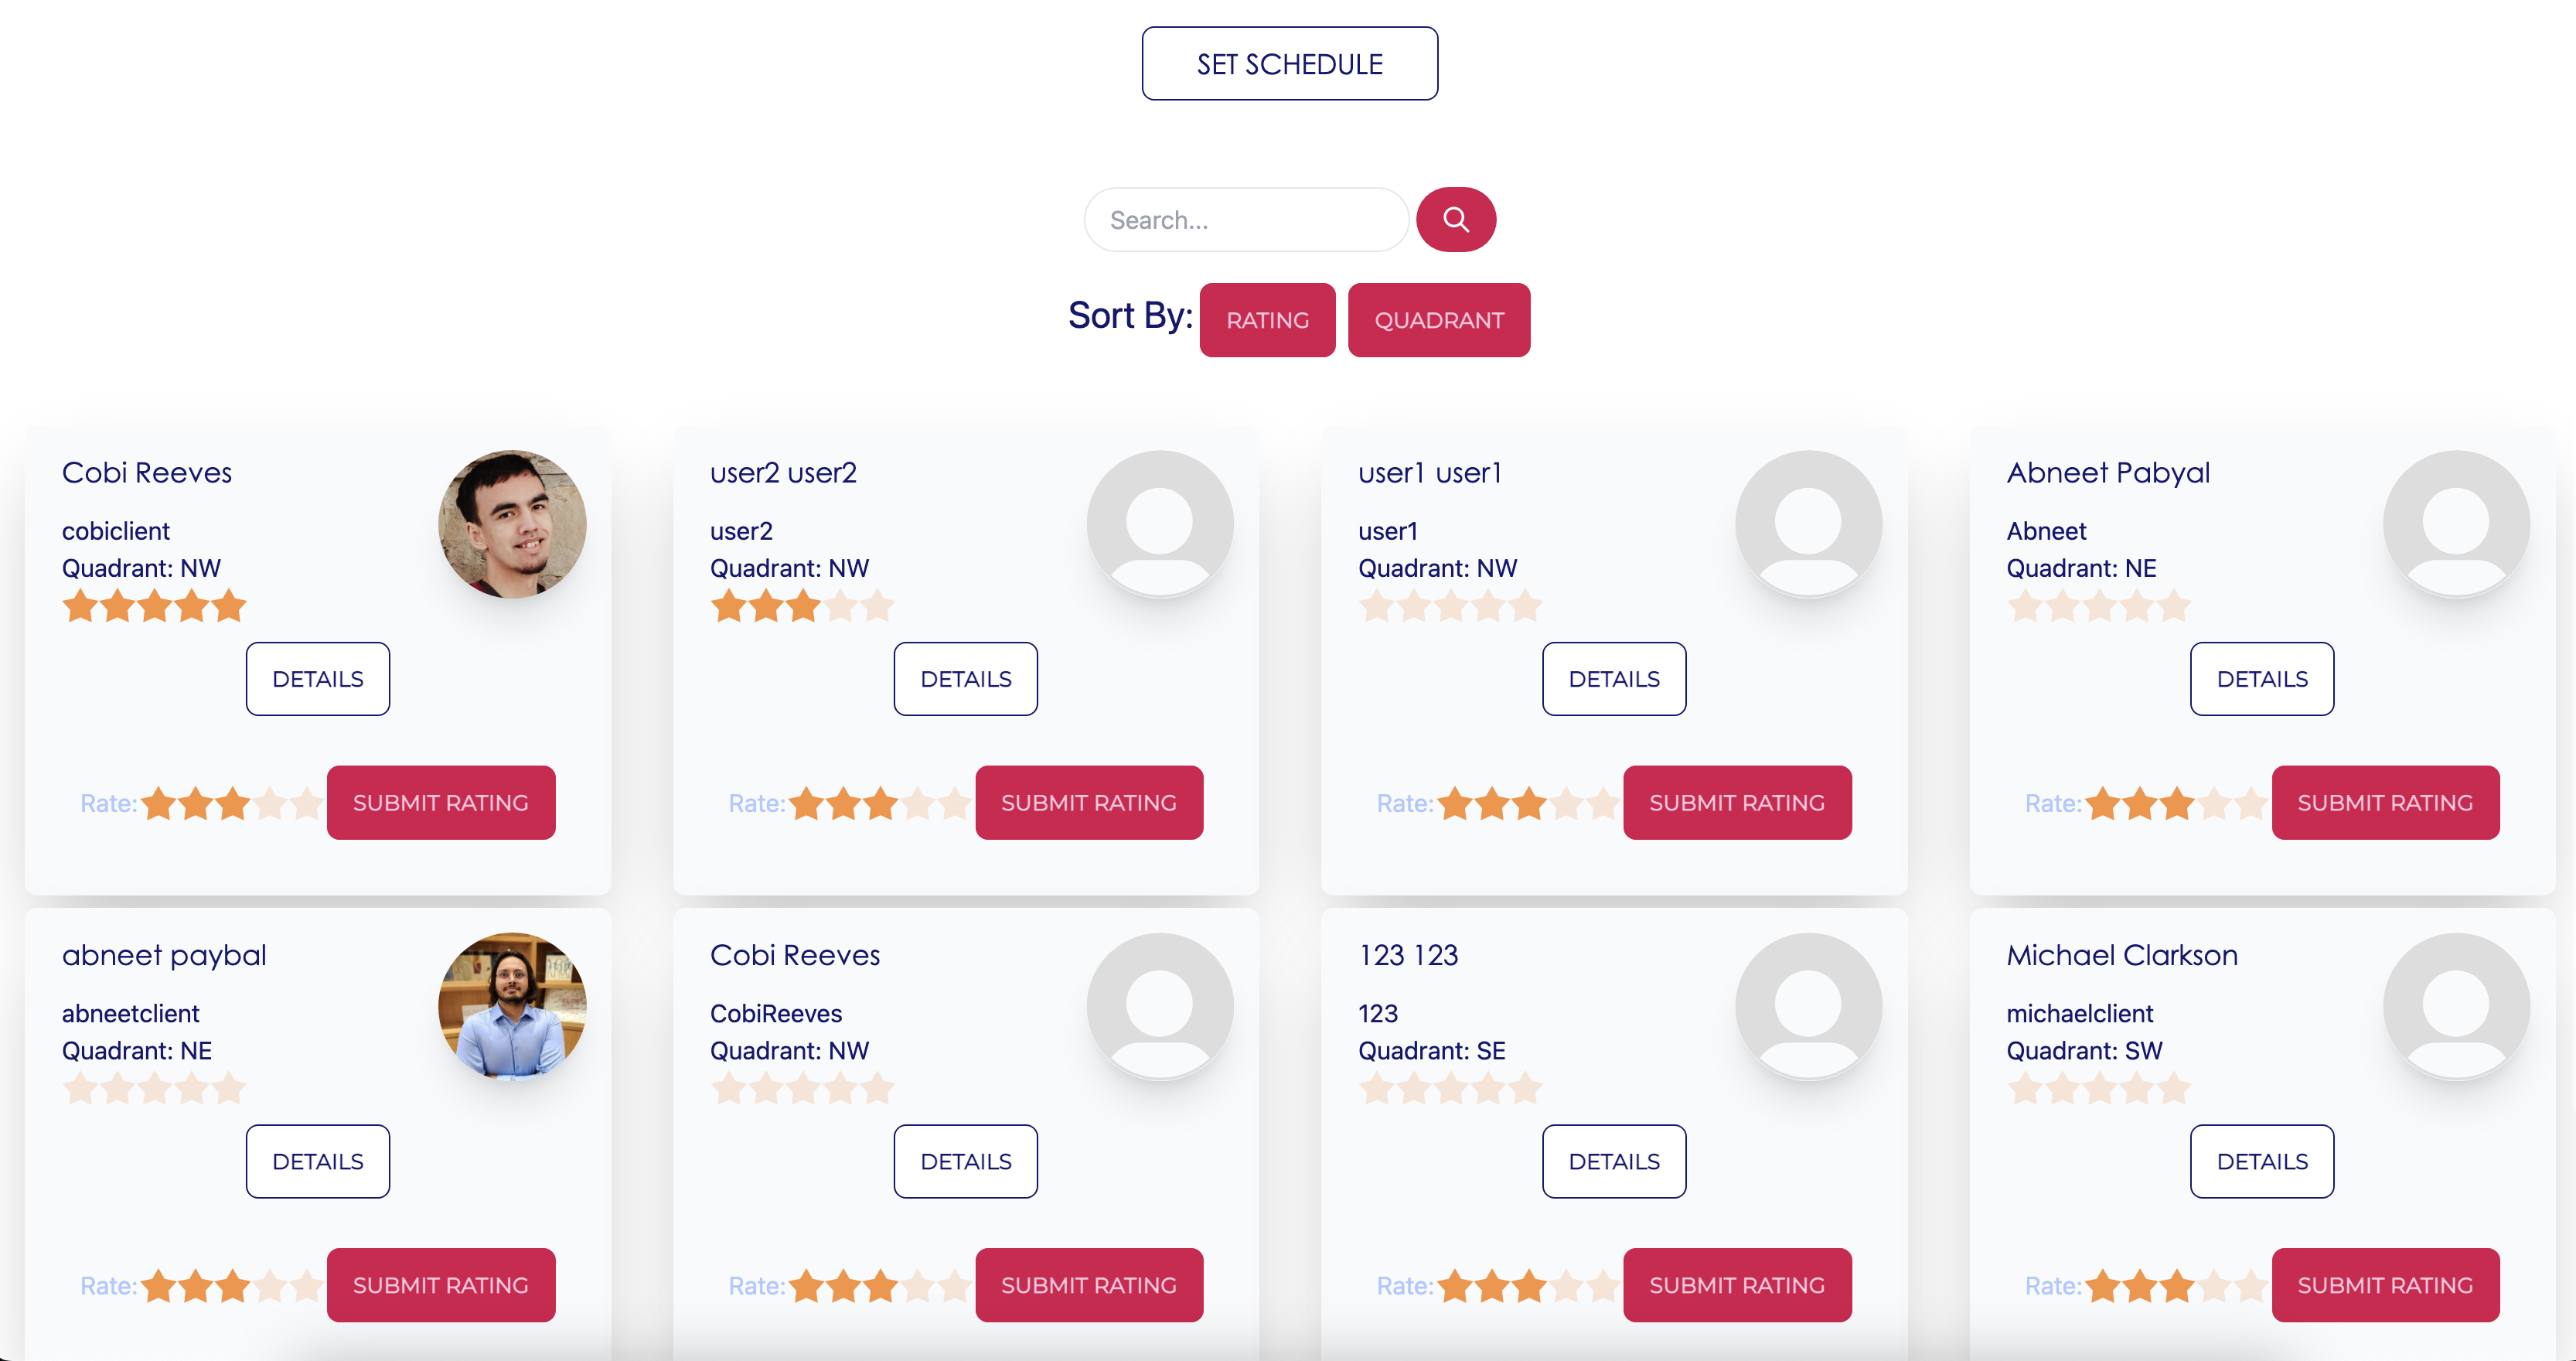 SET SCHEDULE
Search...
Sort By: RATING QUADRANT
Cobi Reeves
cobiclient
Quadrant: NW
DETAILS
Rate: SUBMIT RATING
user2 user2
user2
Quadrant: NW
DETAILS
Rate: SUBMIT RATING
user1 user1
user1
Quadrant: NW
DETAILS
Rate: SUBMIT RATING
Abneet Pabyal
Abneet
Quadrant: NE
DETAILS
Rate: SUBMIT RATING
abneet paybal
abneetclient
Quadrant: NE
DETAILS
Rate: SUBMIT RATING
Cobi Reeves
CobiReeves
Quadrant: NW
DETAILS
Rate: SUBMIT RATING
123 123
123
Quadrant: SE
DETAILS
Rate: SUBMIT RATING
Michael Clarkson
michaelclient
Quadrant: SW
DETAILS
Rate: SUBMIT RATING